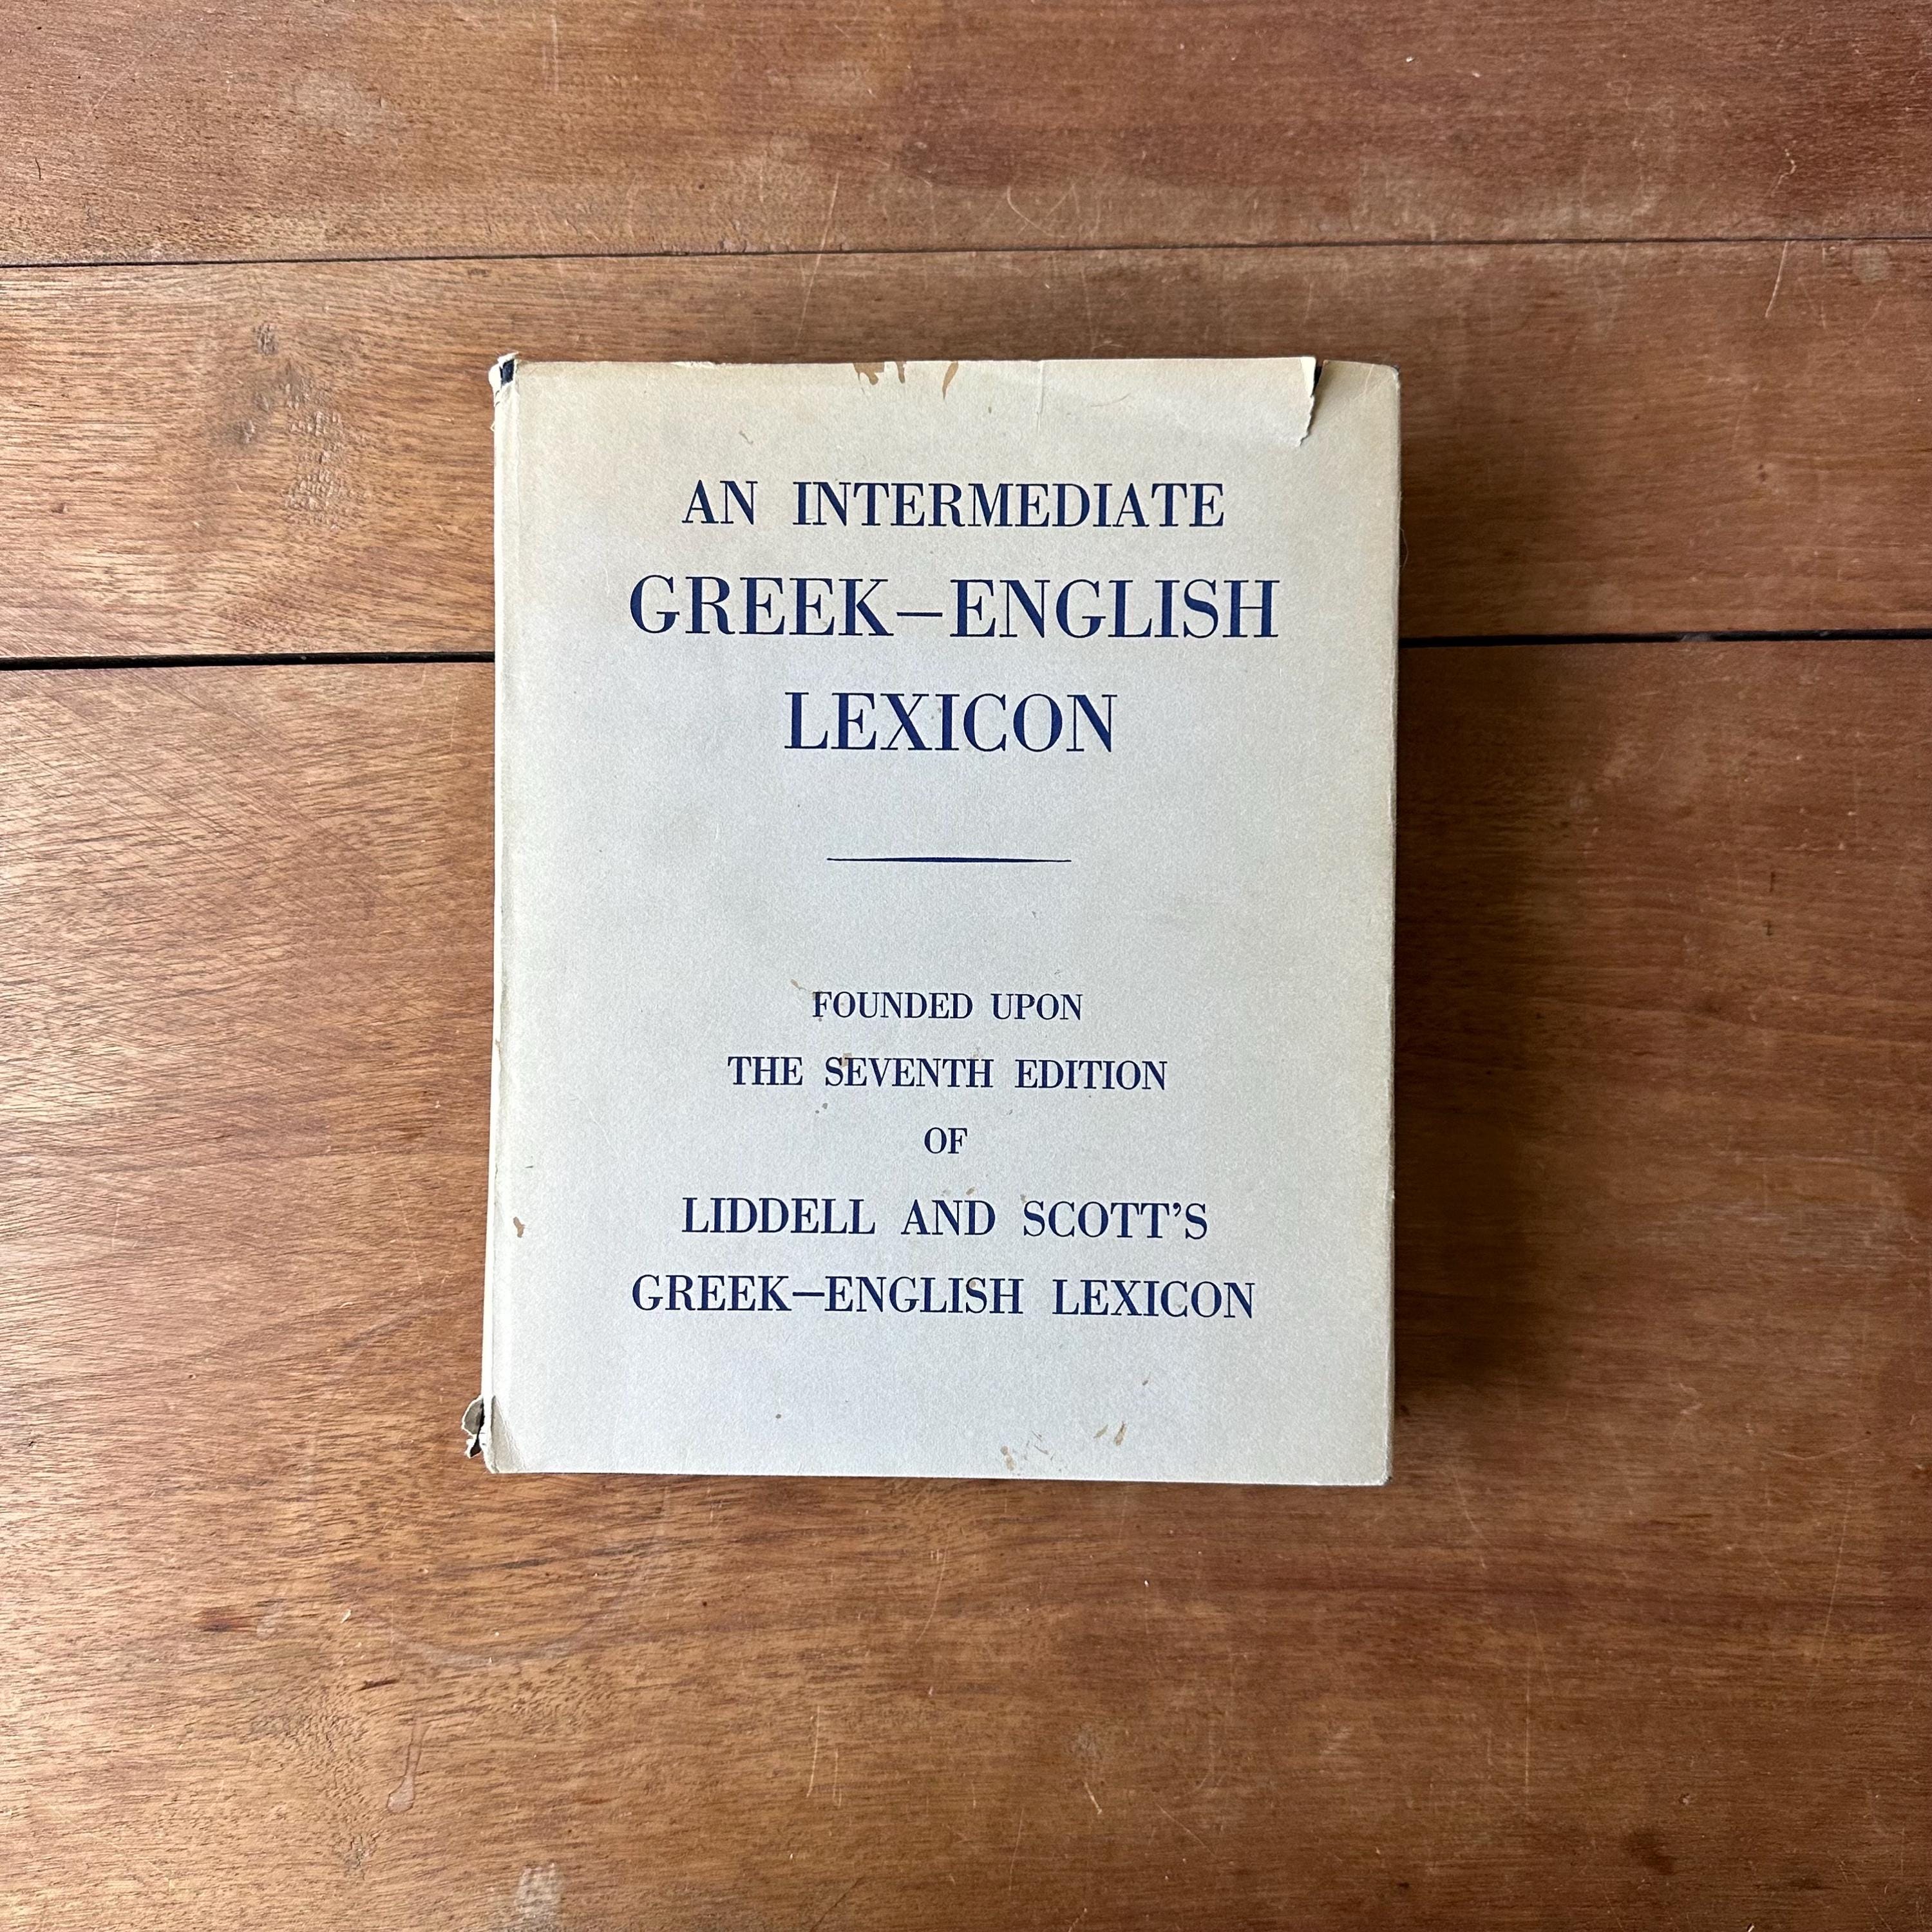 AN INTERMEDIATE
GREEK—ENGLISH
LEXICON
FOUNDED UPON
THE SEVENTH EDITION
OF
LIDDELL AND SCOTT'S
GREEK—ENGLISH LEXICON